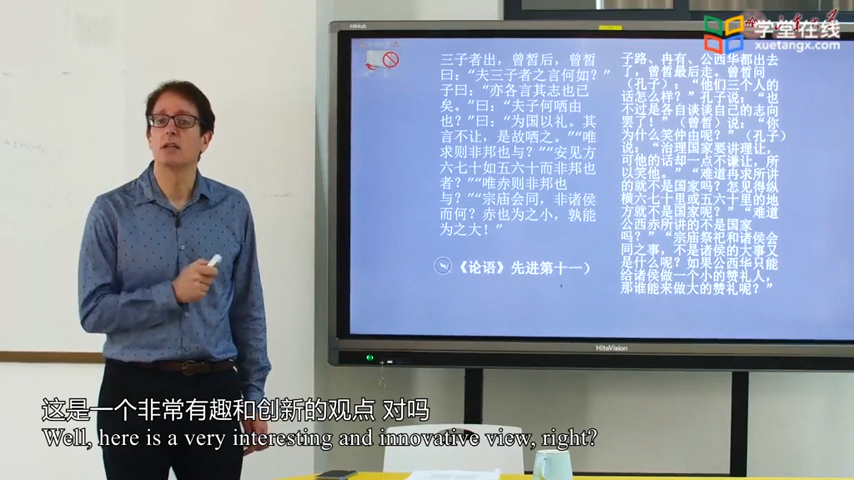 AHHub
学堂在线
xuetangx.com
三子者出，曾皙后，曾皙
曰：“夫三子者之言何如？”
子曰：“亦各言其志也已
矣。”曰：“夫子何哂由
也？”曰：“为国以礼。其
言不让，是故哂之。”“唯
求则非邦也与？”“安见方
六七十如五六十而非邦也
者？”“唯赤则非邦也
与？”“宗庙会同，非诸侯
而何？赤也为之小，孰能
为之大！”
《论语》先进第十一）
子路、冉有、公西华都出去
了，曾皙最后走。曾皙问
（孔子）：“他们三个人的
话怎么样？”孔子说：“也
不过是各自谈谈自己的志向
罢了！”（曾皙）说：“你
为什么笑仲由呢？”（孔子）
说：“治理国家要讲理让，
可他的话却一点不谦让，所
以笑他。”“难道冉求所讲
的就不是国家吗？怎见得纵
横六七十里或五六十里的地
方就不是国家呢？”“难道
公西赤所讲的不是国家
吗？”“宗庙祭祀和诸侯会
同之事，不是诸侯的大事又
是什么呢？如果公西华只能
给诸侯做一个小的赞礼人，
那谁能来做大的赞礼呢？”
HiteVision
这是一个非常有趣和创新的观点 对吗
Well, here is a very interesting and innovative view, right?